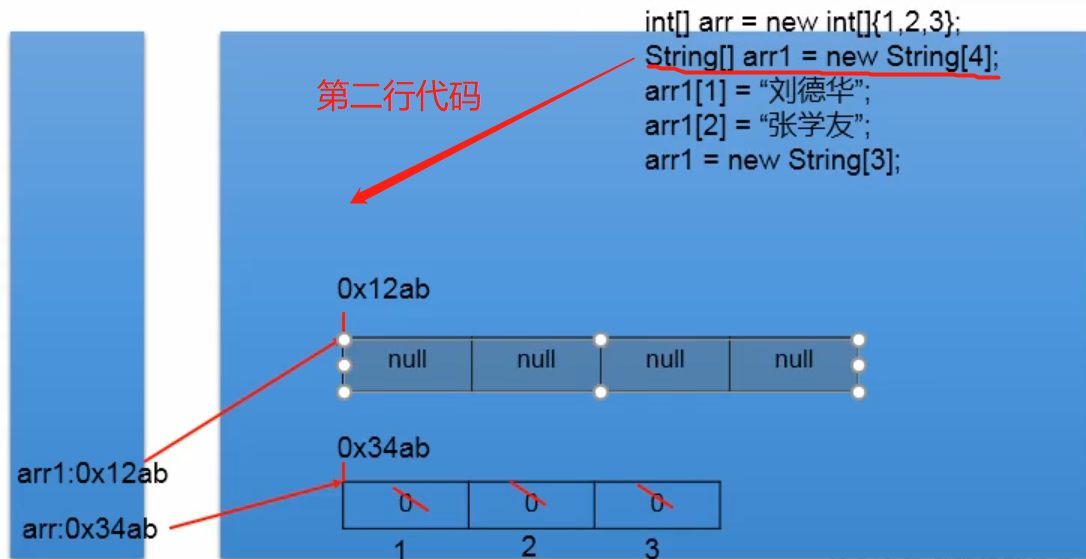 int[] arr = new int[]{1,2,3};
String[] arr1 = new String[4];
arr1[1] = “刘德华”;
arr1[2] = “张学友”;
arr1 = new String[3];
第二行代码
0x12ab
null null null null
0x34ab
arr1:0x12ab
0 0 0
arr:0x34ab
1 2 3